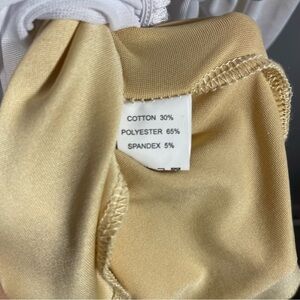 COTTON 30%
POLYESTER 65%
SPANDEX 5%